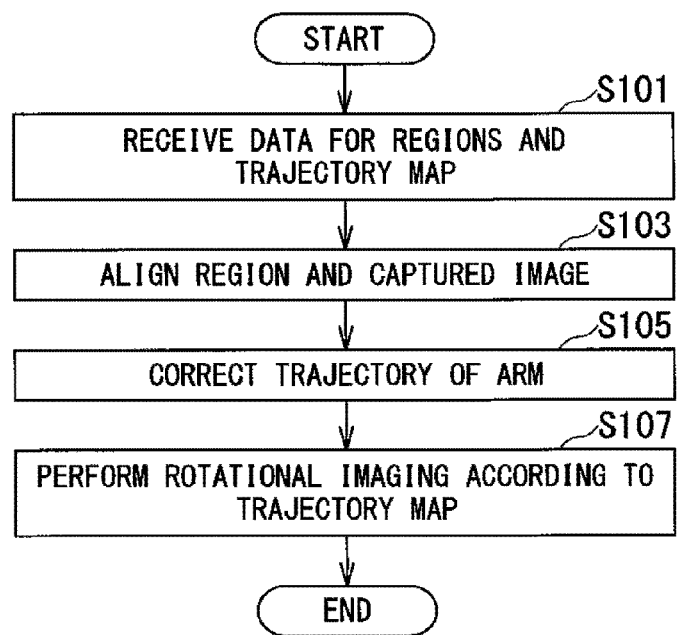 START
S101
RECEIVE DATA FOR REGIONS AND
TRAJECTORY MAP
S103
ALIGN REGION AND CAPTURED IMAGE
S105
CORRECT TRAJECTORY OF ARM
S107
PERFORM ROTATIONAL IMAGING ACCORDING TO
TRAJECTORY MAP
END